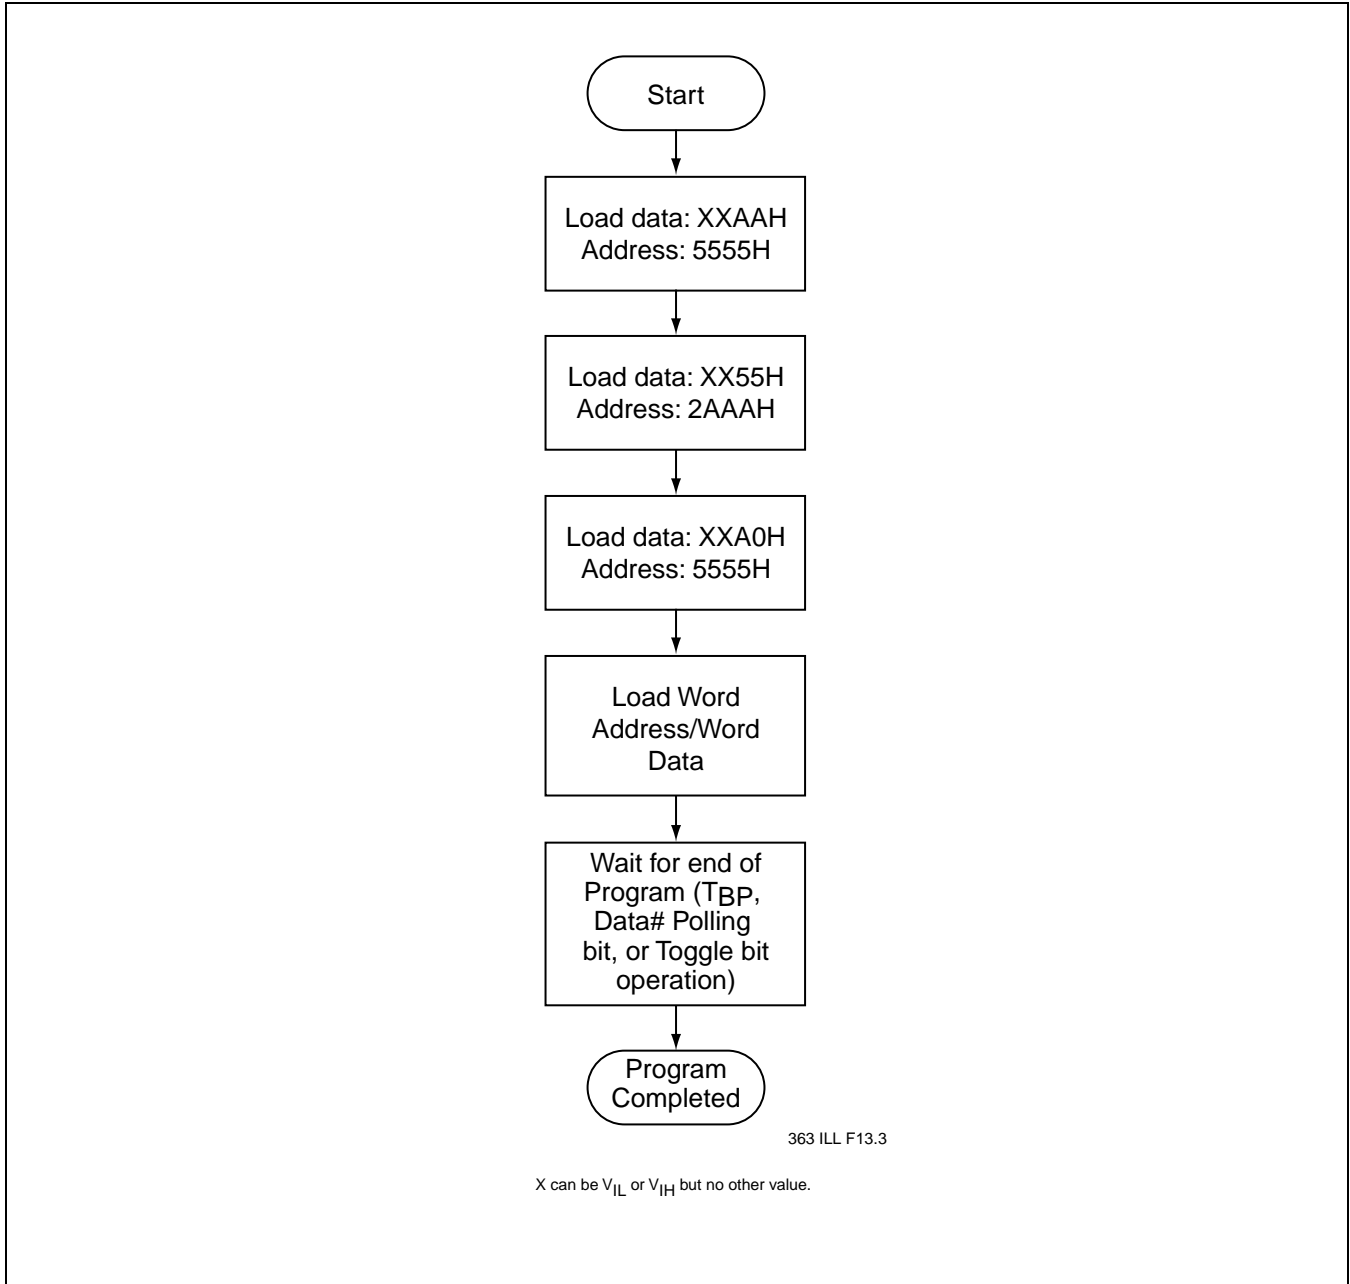 Start
Load data: XXAAH
Address: 5555H
Load data: XX55H
Address: 2AAAH
Load data: XXA0H
Address: 5555H
Load Word
Address/Word
Data
Wait for end of
Program (TBP,
Data# Polling
bit, or Toggle bit
operation)
Program
Completed
363 ILL F13.3
X can be VIL or VIH but no other value.